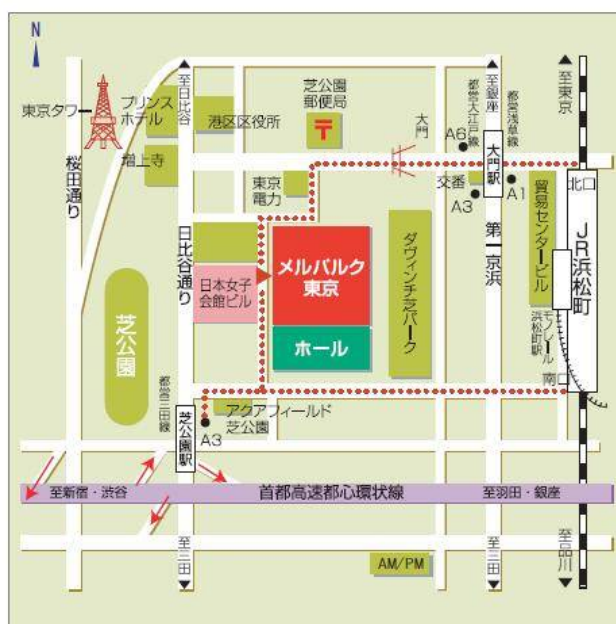 N
至日比谷
芝公園
郵便局
〒
至銀座
都営大江戸線
都営浅草線
至東京
東京タワー
プリンス
ホテル
港区区役所
大門
A6
大門駅
桜田通り
増上寺
東京
電力
交番
A3
A1
北口
貿易センタービル
JR浜松町
日比谷通り
メルパルク
東京
ダヴィンチ芝パーク
第一京浜
日本女子
会館ビル
芝公園
ホール
モノレール
浜松町駅
南口
都営三田線
アクアフィールド
芝公園
A3
芝公園駅
至新宿・渋谷
首都高速都心環状線
至羽田・銀座
至三田
至三田
至品川
AM/PM